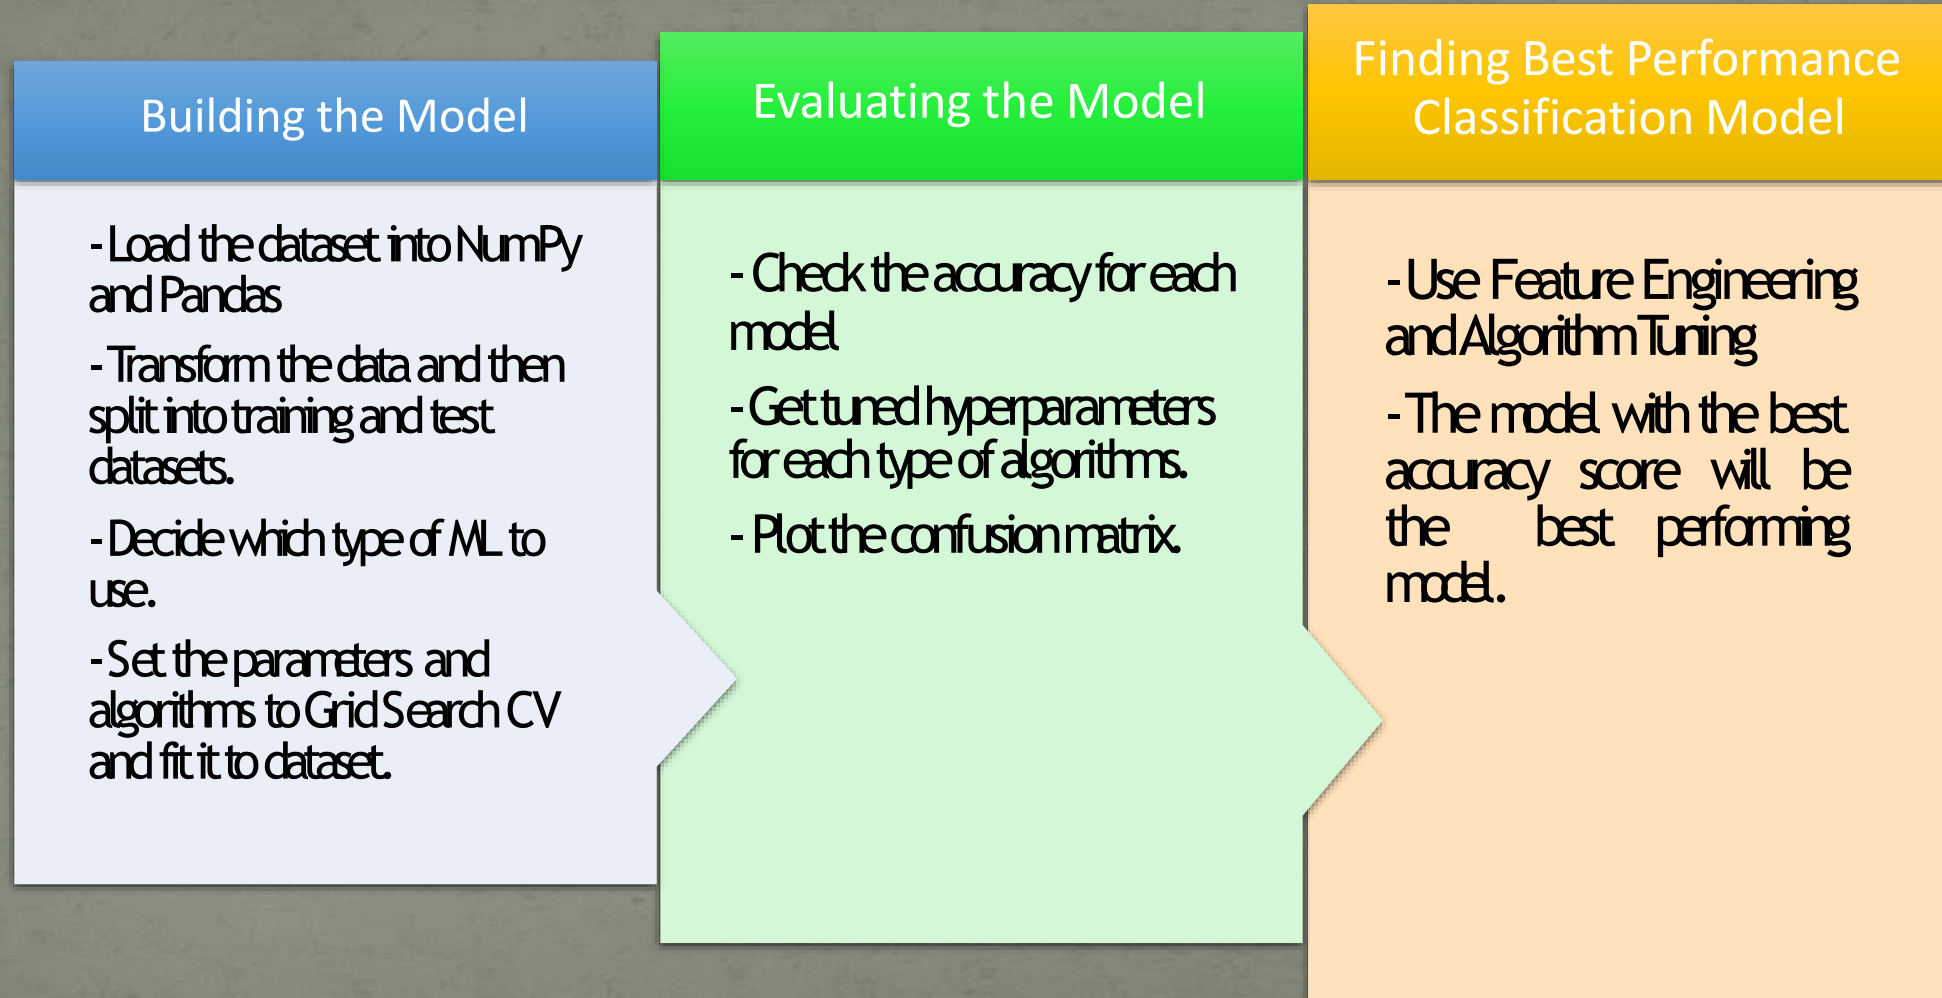 Building the Model
- Load the dataset into NumPy
and Pandas
- Transform the data and then
split into training and test
datasets.
- Decide which type of ML to
use.
- Set the parameters and
algorithms to Grid Search CV
and fit it to dataset.
Evaluating the Model
- Check the accuracy for each
model
- Get tuned hyperparameters
for each type of algorithms.
- Plot the confusion matrix.
Finding Best Performance
Classification Model
- Use Feature Engineering
and Algorithm Tuning
- The model with the best
accuracy score will be
the best performing
model.